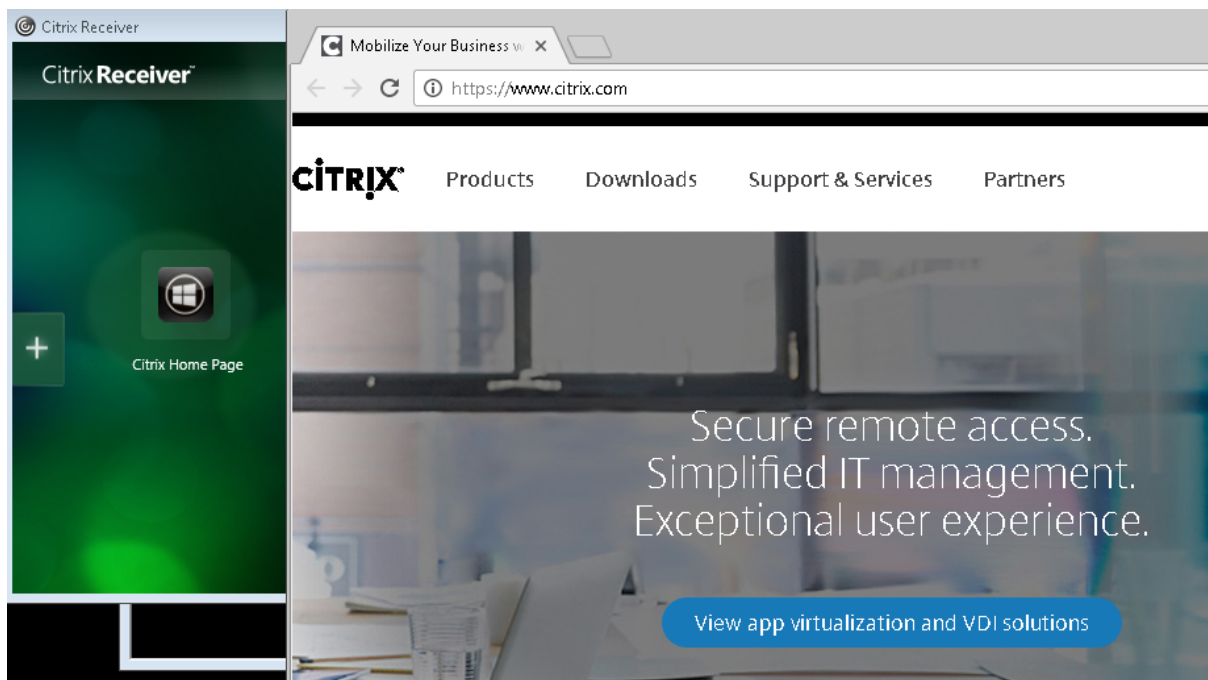 Citrix Receiver
Citrix Receiver™
+
Citrix Home Page
Mobilize Your Business
https://www.citrix.com
CITRIX®
Products
Downloads
Support & Services
Partners
Secure remote access.
Simplified IT management.
Exceptional user experience.
View app virtualization and VDI solutions